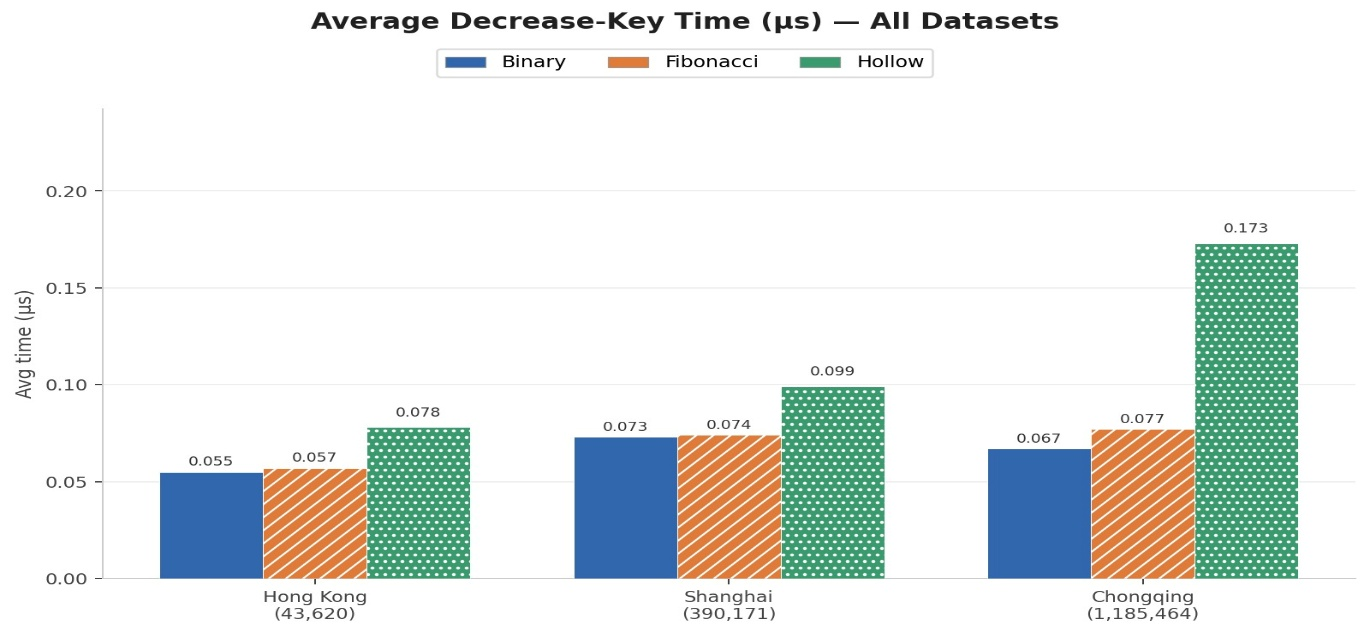 Average Decrease-Key Time (μs) — All Datasets
Binary Fibonacci Hollow
Avg time (μs)
0.20
0.15
0.10
0.05
0.00
0.055 0.057 0.078
0.073 0.074 0.099
0.067 0.077 0.173
Hong Kong
(43,620)
Shanghai
(390,171)
Chongqing
(1,185,464)